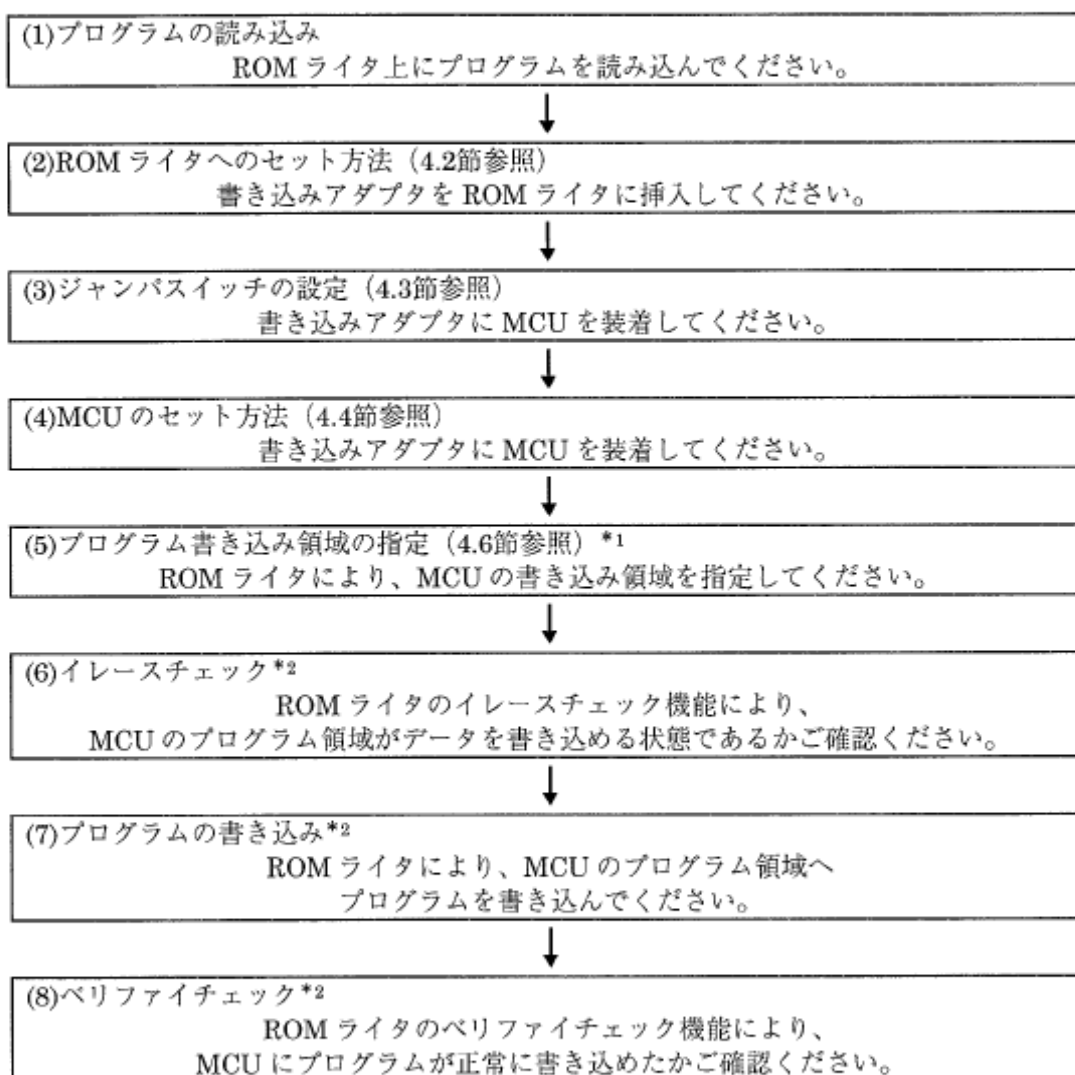 (1)プログラムの読み込み
ROM ライタ上にプログラムを読み込んでください。
(2)ROM ライタへのセット方法（4.2節参照）
書き込みアダプタを ROM ライタに挿入してください。
(3)ジャンパスイッチの設定（4.3節参照）
書き込みアダプタに MCU を装着してください。
(4)MCU のセット方法（4.4節参照）
書き込みアダプタに MCU を装着してください。
(5)プログラム書き込み領域の指定（4.6節参照）*1
ROM ライタにより、MCU の書き込み領域を指定してください。
(6)イレースチェック*2
ROM ライタのイレースチェック機能により、
MCU のプログラム領域がデータを書き込める状態であるかご確認ください。
(7)プログラムの書き込み*2
ROM ライタにより、MCU のプログラム領域へ
プログラムを書き込んでください。
(8)ベリファイチェック*2
ROM ライタのベリファイチェック機能により、
MCU にプログラムが正常に書き込めたかご確認ください。